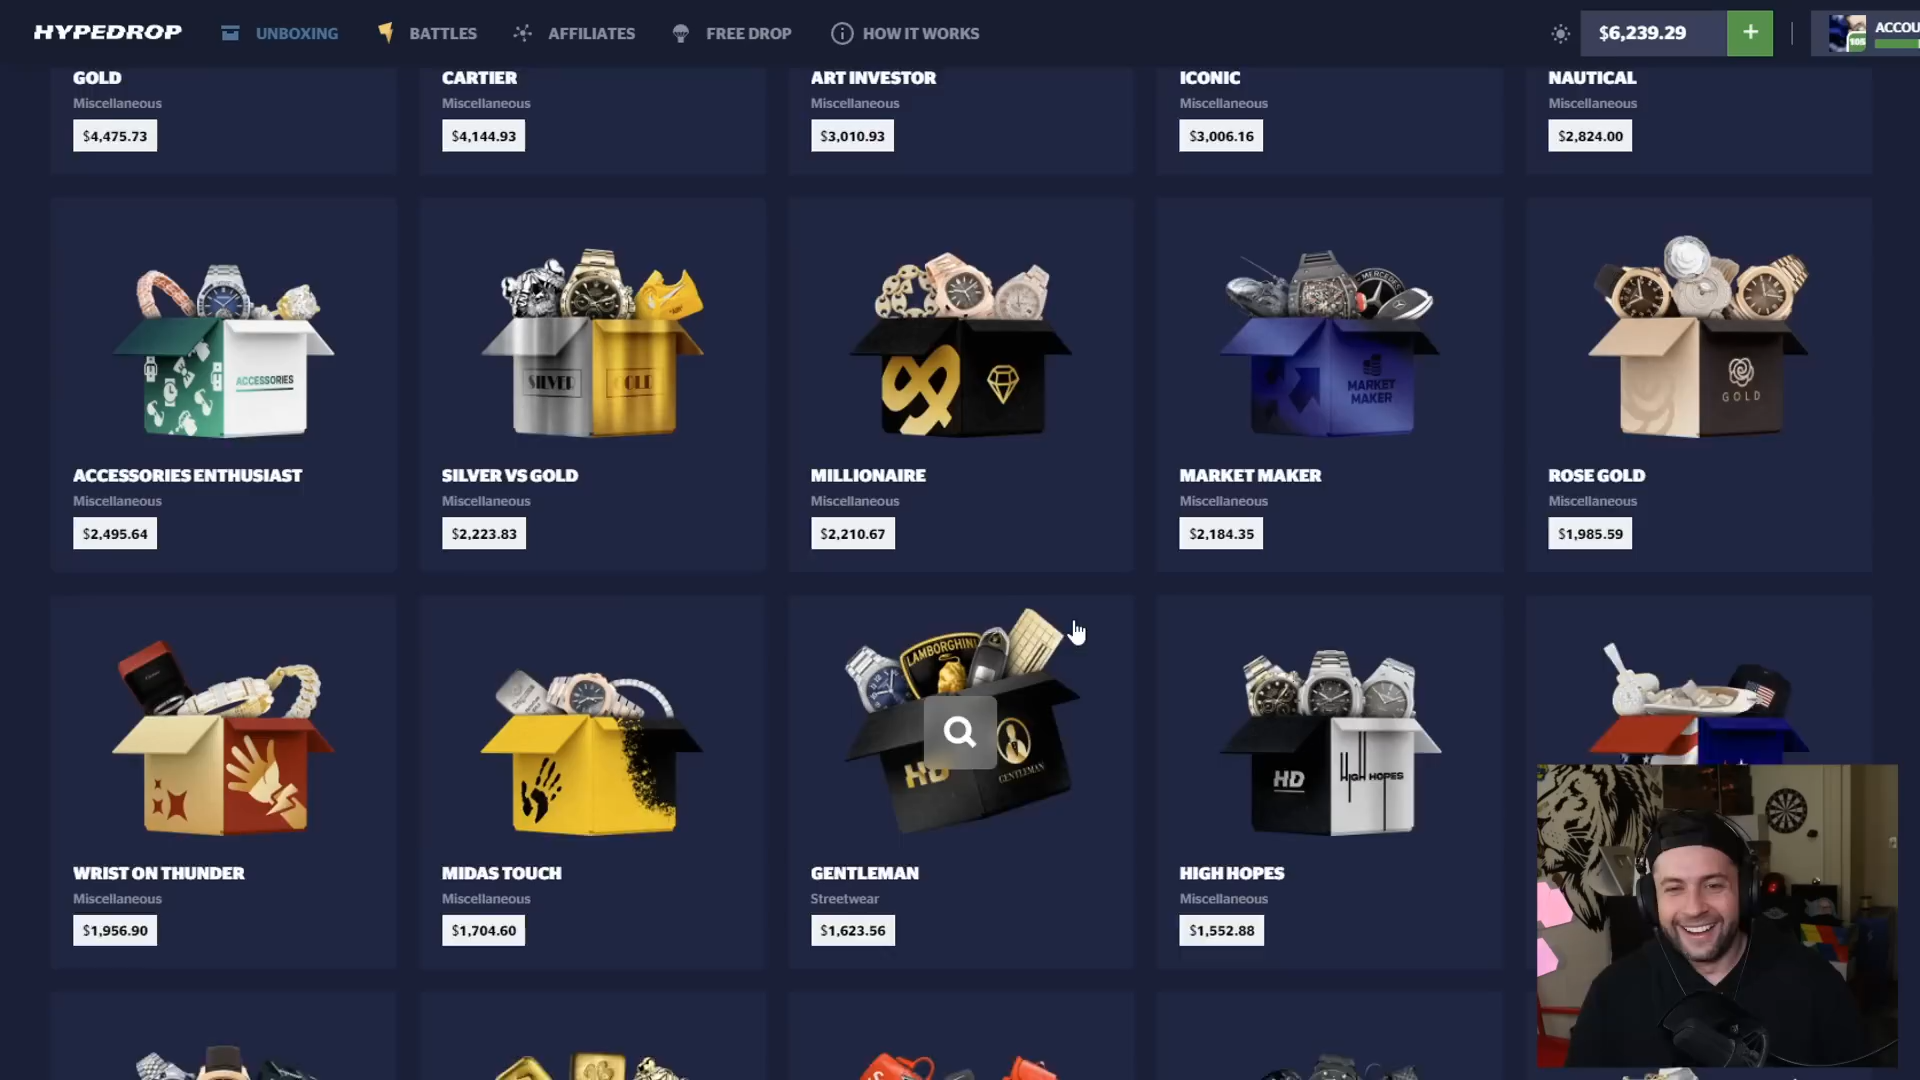 HYPEDROP UNBOXING BATTLES AFFILIATES FREE DROP HOW IT WORKS $6,239.29 + 105 ACCOU
GOLD CARTIER ART INVESTOR ICONIC NAUTICAL
Miscellaneous Miscellaneous Miscellaneous Miscellaneous Miscellaneous
$4,475.73 $4,144.93 $3,010.93 $3,006.16 $2,824.00
MERCEDES
ACCESSORIES SILVER GOLD MARKET MAKER GOLD
ACCESSORIES ENTHUSIAST SILVER VS GOLD MILLIONAIRE MARKET MAKER ROSE GOLD
Miscellaneous Miscellaneous Miscellaneous Miscellaneous Miscellaneous
$2,495.64 $2,223.83 $2,210.67 $2,184.35 $1,985.59
LAMBORGHINI
HD GENTLEMAN HD HIGH HOPES
WRIST ON THUNDER MIDAS TOUCH GENTLEMAN HIGH HOPES
Miscellaneous Miscellaneous Streetwear Miscellaneous
$1,956.90 $1,704.60 $1,623.56 $1,552.88